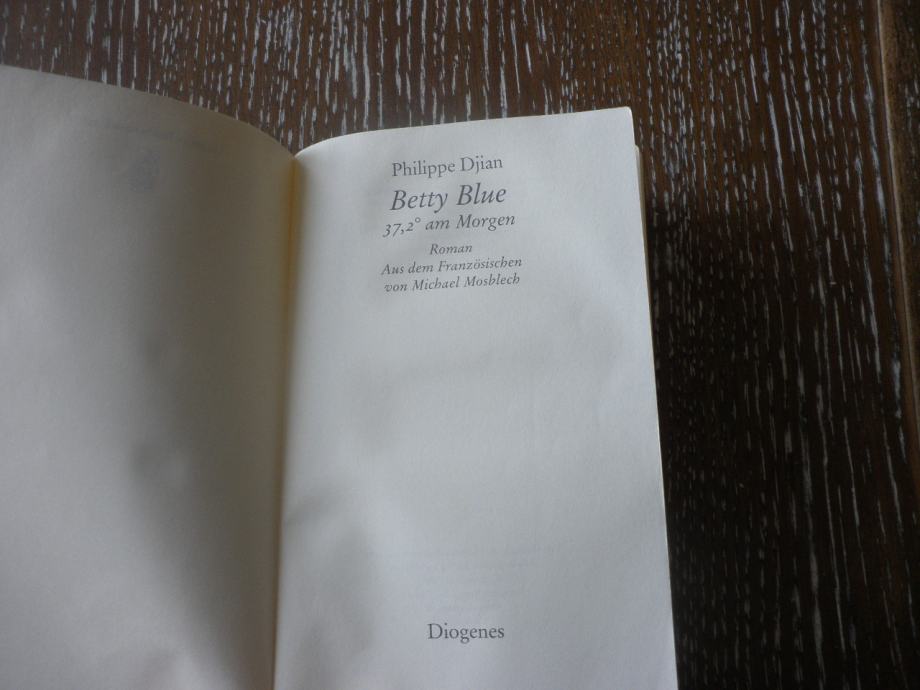 Philippe Djian
Betty Blue
37,2° am Morgen
Roman
Aus dem Französischen
von Michael Mosblech
Diogenes